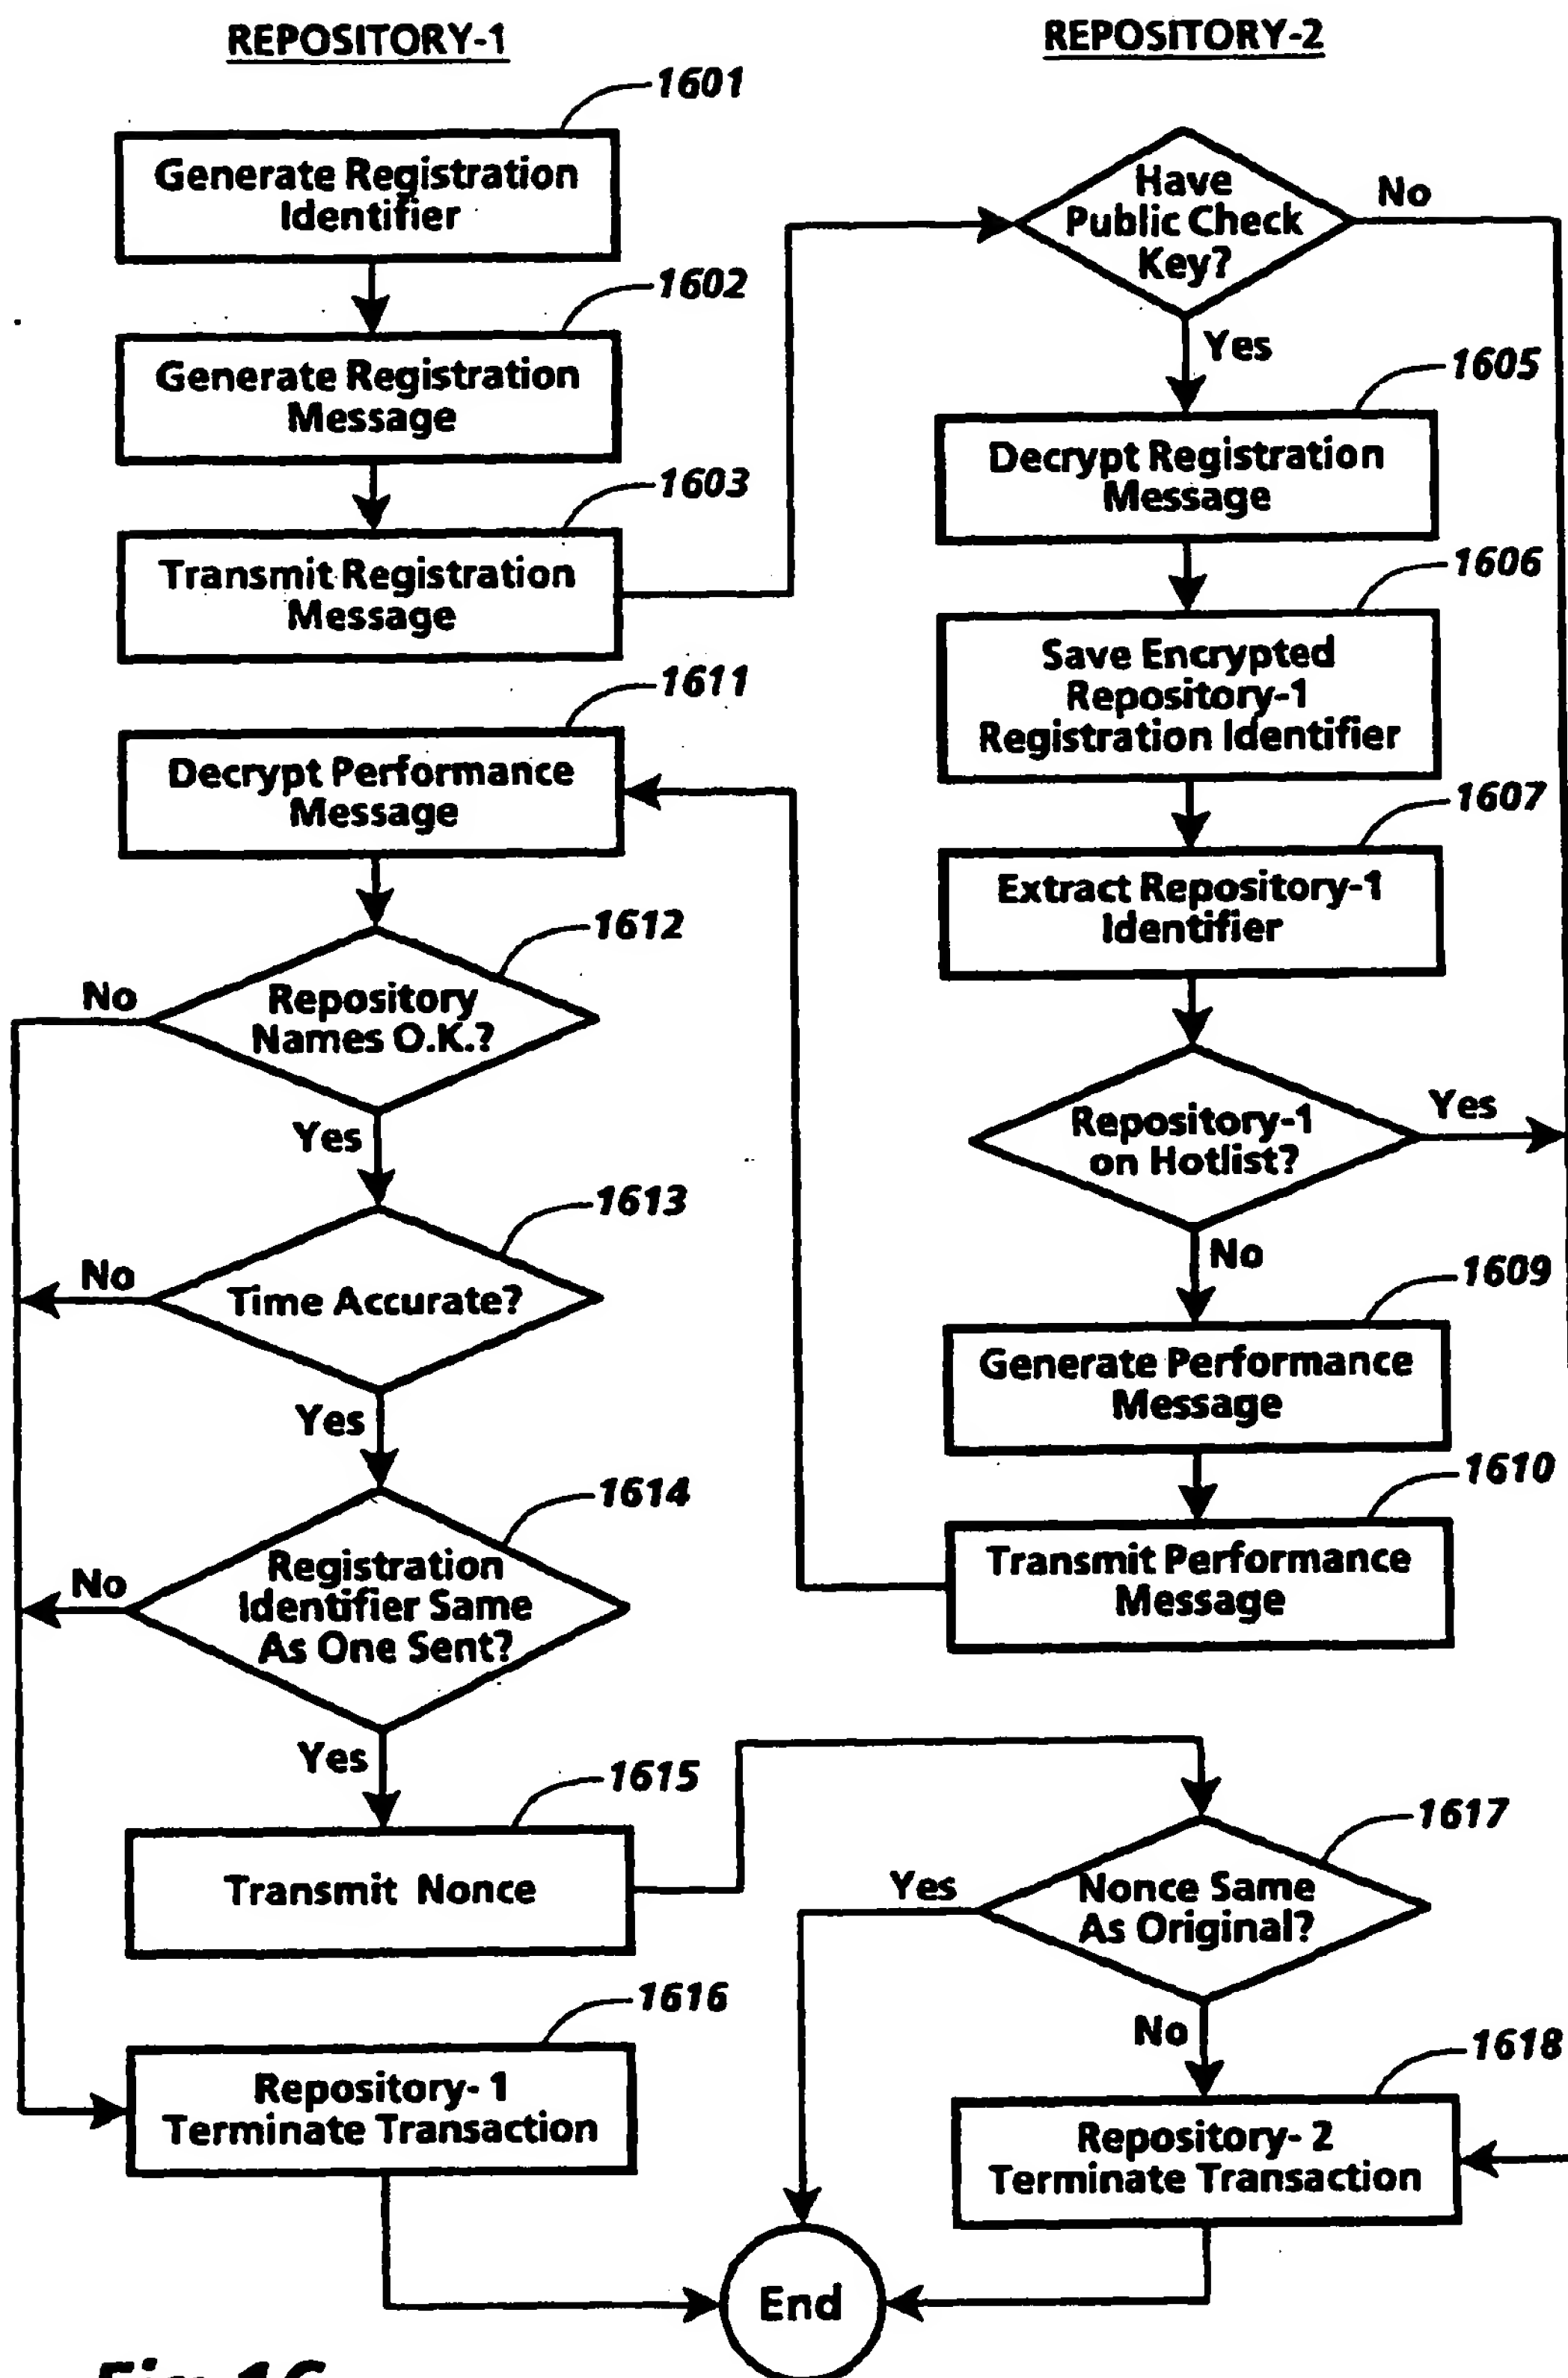 REPOSITORY-1
1601
Generate Registration
Identifier
1602
Generate Registration
Message
1603
Transmit Registration
Message
1611
Decrypt Performance
Message
1612
Repository
Names O.K.?
No
Yes
1613
Time Accurate?
No
Yes
1614
Registration
Identifier Same
As One Sent?
No
Yes
1615
Transmit Nonce
1616
Repository- 1
Terminate Transaction
REPOSITORY-2
Have
Public Check
Key?
No
Yes
1605
Decrypt Registration
Message
1606
Save Encrypted
Repository-1
Registration Identifier
1607
Extract Repository-1
Identifier
Repository-1
on Hotlist?
Yes
No
1609
Generate Performance
Message
1610
Transmit Performance
Message
1617
Nonce Same
As Original?
Yes
No
1618
Repository- 2
Terminate Transaction
End